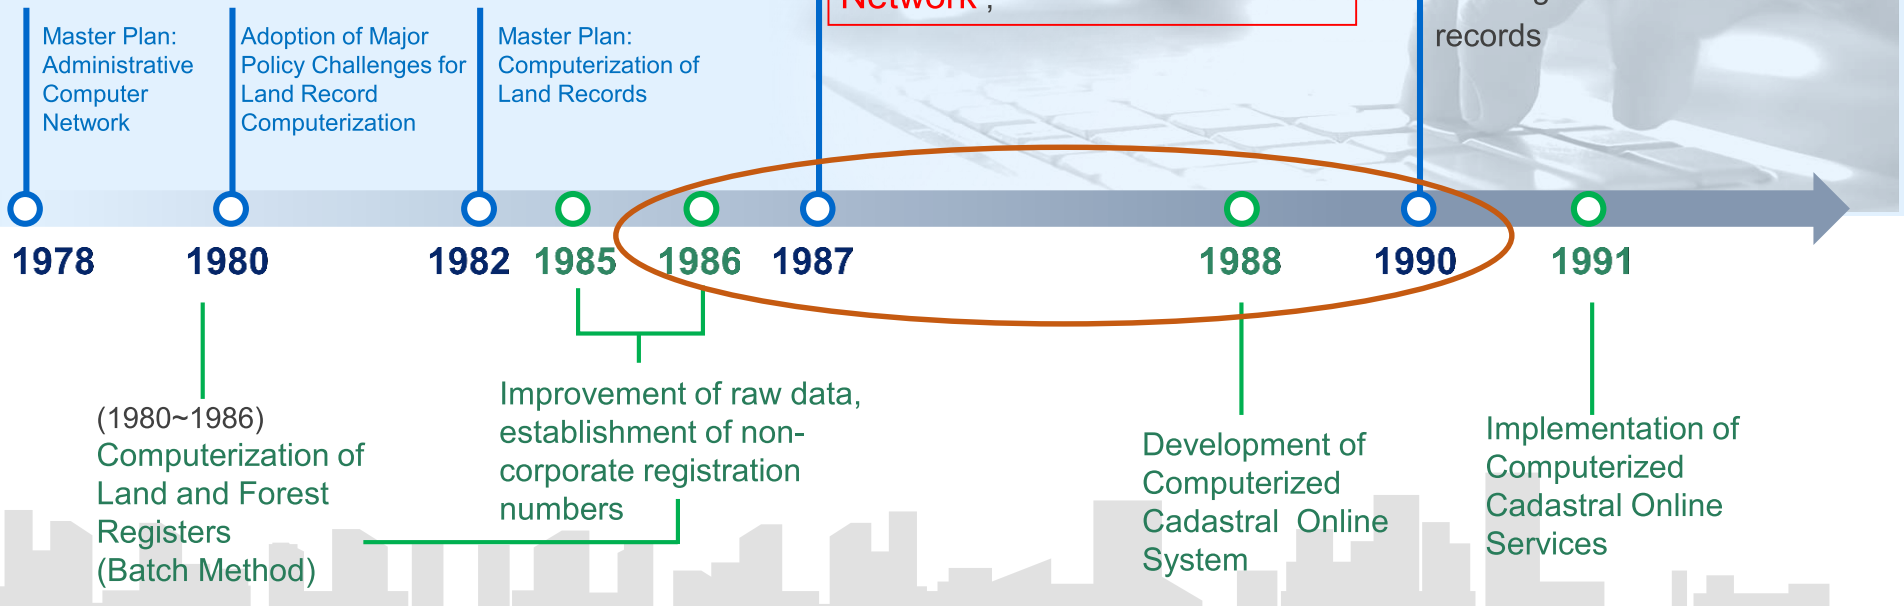 Network ,
records
Master Plan:
Administrative
Computer
Network
Adoption of Major
Policy Challenges for
Land Record
Computerization
Master Plan:
Computerization of
Land Records
1978
1980
1982
1985
1986
1987
1988
1990
1991
(1980~1986)
Computerization of
Land and Forest
Registers
(Batch Method)
Improvement of raw data,
establishment of non-
corporate registration
numbers
Development of
Computerized
Cadastral  Online
System
Implementation of
Computerized
Cadastral Online
Services